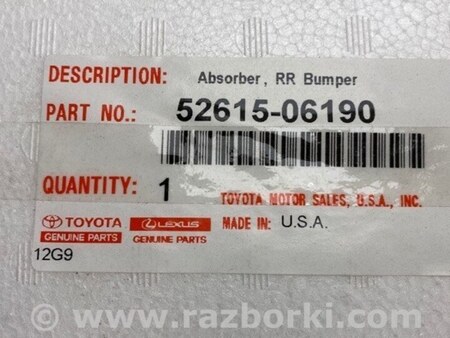 DESCRIPTION: Absorber, RR Bumper
PART NO.: 52615-06190
QUANTITY: 1 TOYOTA MOTOR SALES, U.S.A., INC.
TOYOTA LEXUS MADE IN: U.S.A.
GENUINE PARTS GENUINE PARTS
12G9
© www.razborki.com